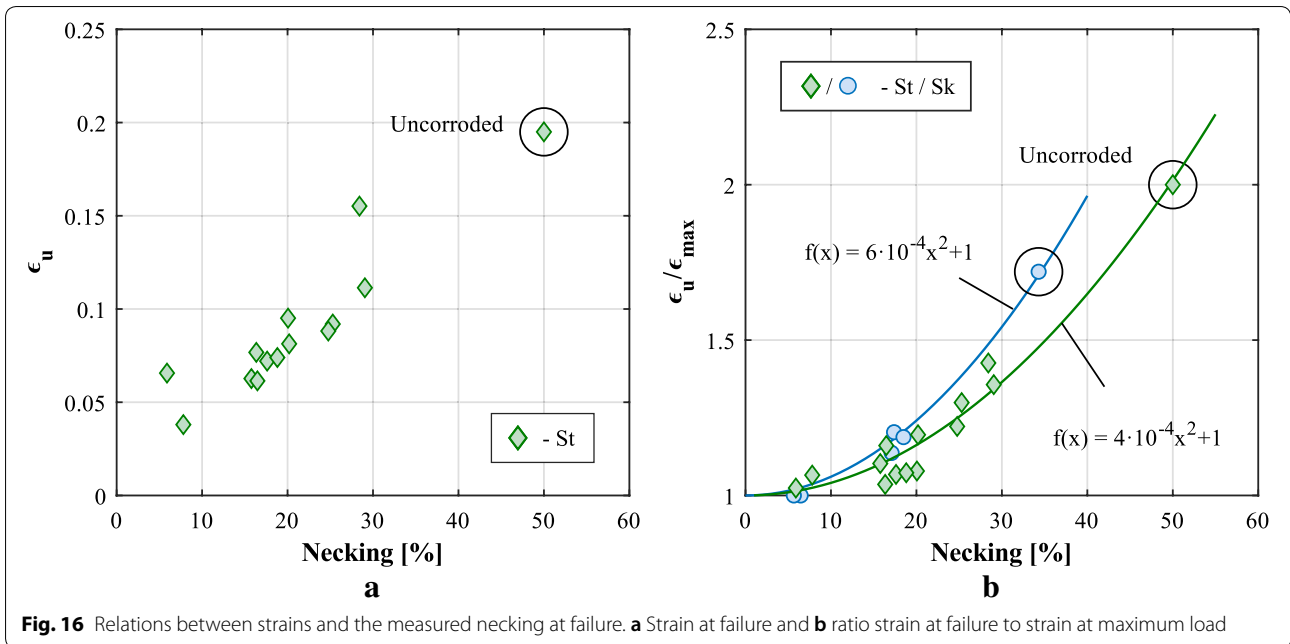 0.25
0.2
0.15
0.1
0.05
0
0 10 20 30 40 50 60
ϵu
Necking [%]
Uncorroded
- St
a
2.5
2
1.5
1
0 10 20 30 40 50 60
ϵu/ϵmax
Necking [%]
/ - St / Sk
Uncorroded
f(x) = 6·10-4x2+1
f(x) = 4·10-4x2+1
b
Fig. 16 Relations between strains and the measured necking at failure. a Strain at failure and b ratio strain at failure to strain at maximum load